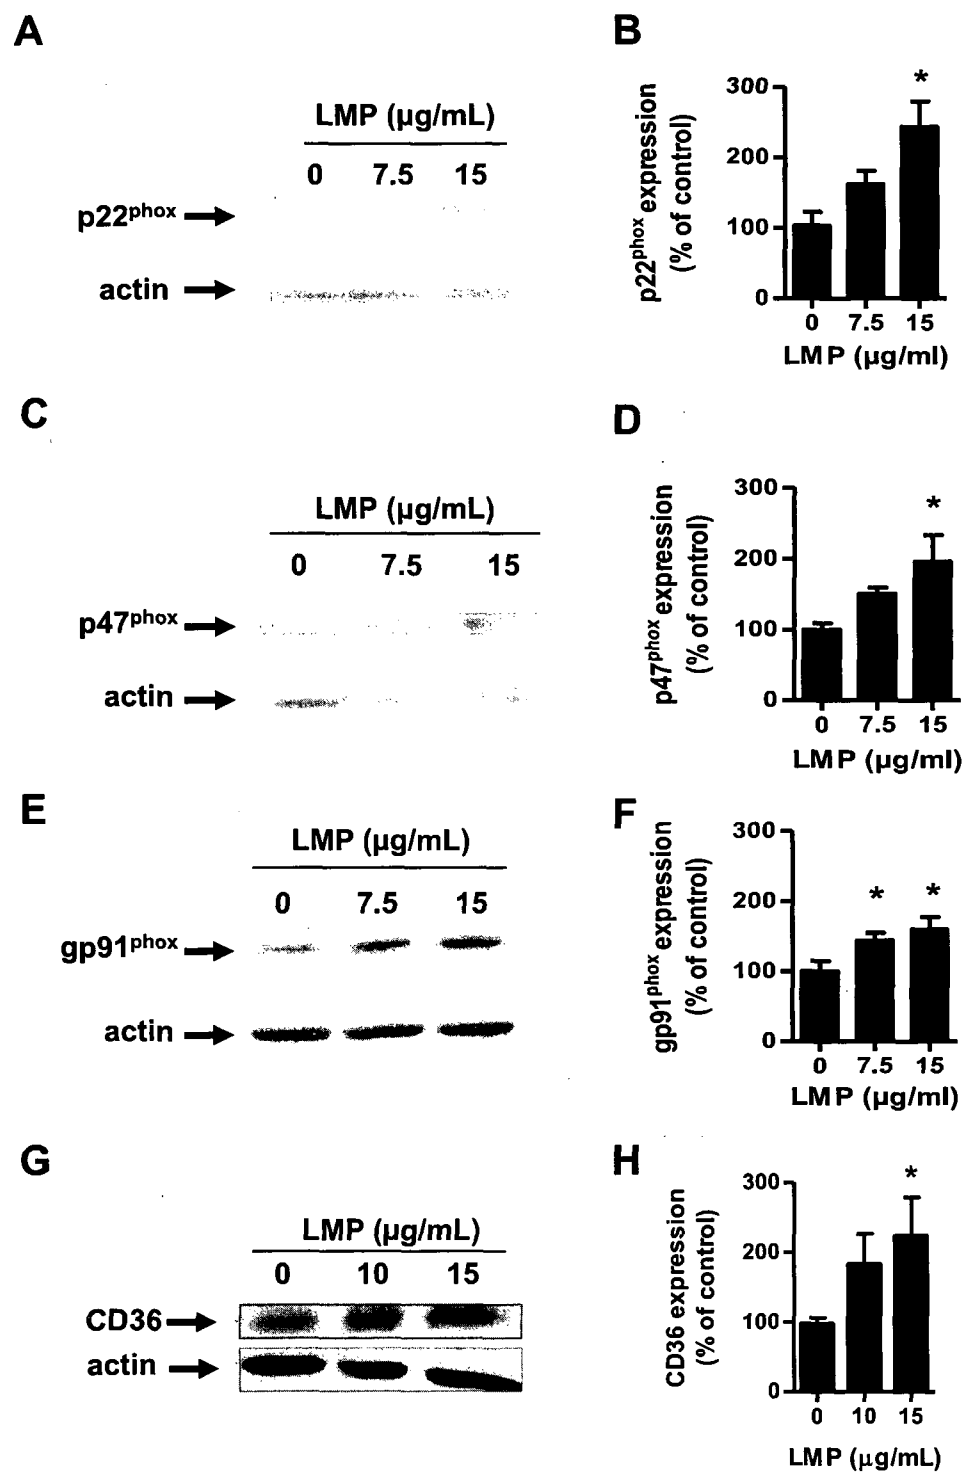 A
LMP (µg/mL)
0 7.5 15
p22phox
actin
B
p22phox expression
(% of control)
300
200
100
0
*
0 7.5 15
LMP (µg/ml)
C
LMP (µg/mL)
0 7.5 15
p47phox
actin
D
p47phox expression
(% of control)
300
200
100
0
*
0 7.5 15
LMP (µg/ml)
E
LMP (µg/mL)
0 7.5 15
gp91phox
actin
F
gp91phox expression
(% of control)
300
200
100
0
* *
0 7.5 15
LMP (µg/ml)
G
LMP (µg/mL)
0 10 15
CD36
actin
H
CD36 expression
(% of control)
300
200
100
0
*
0 10 15
LMP (µg/mL)